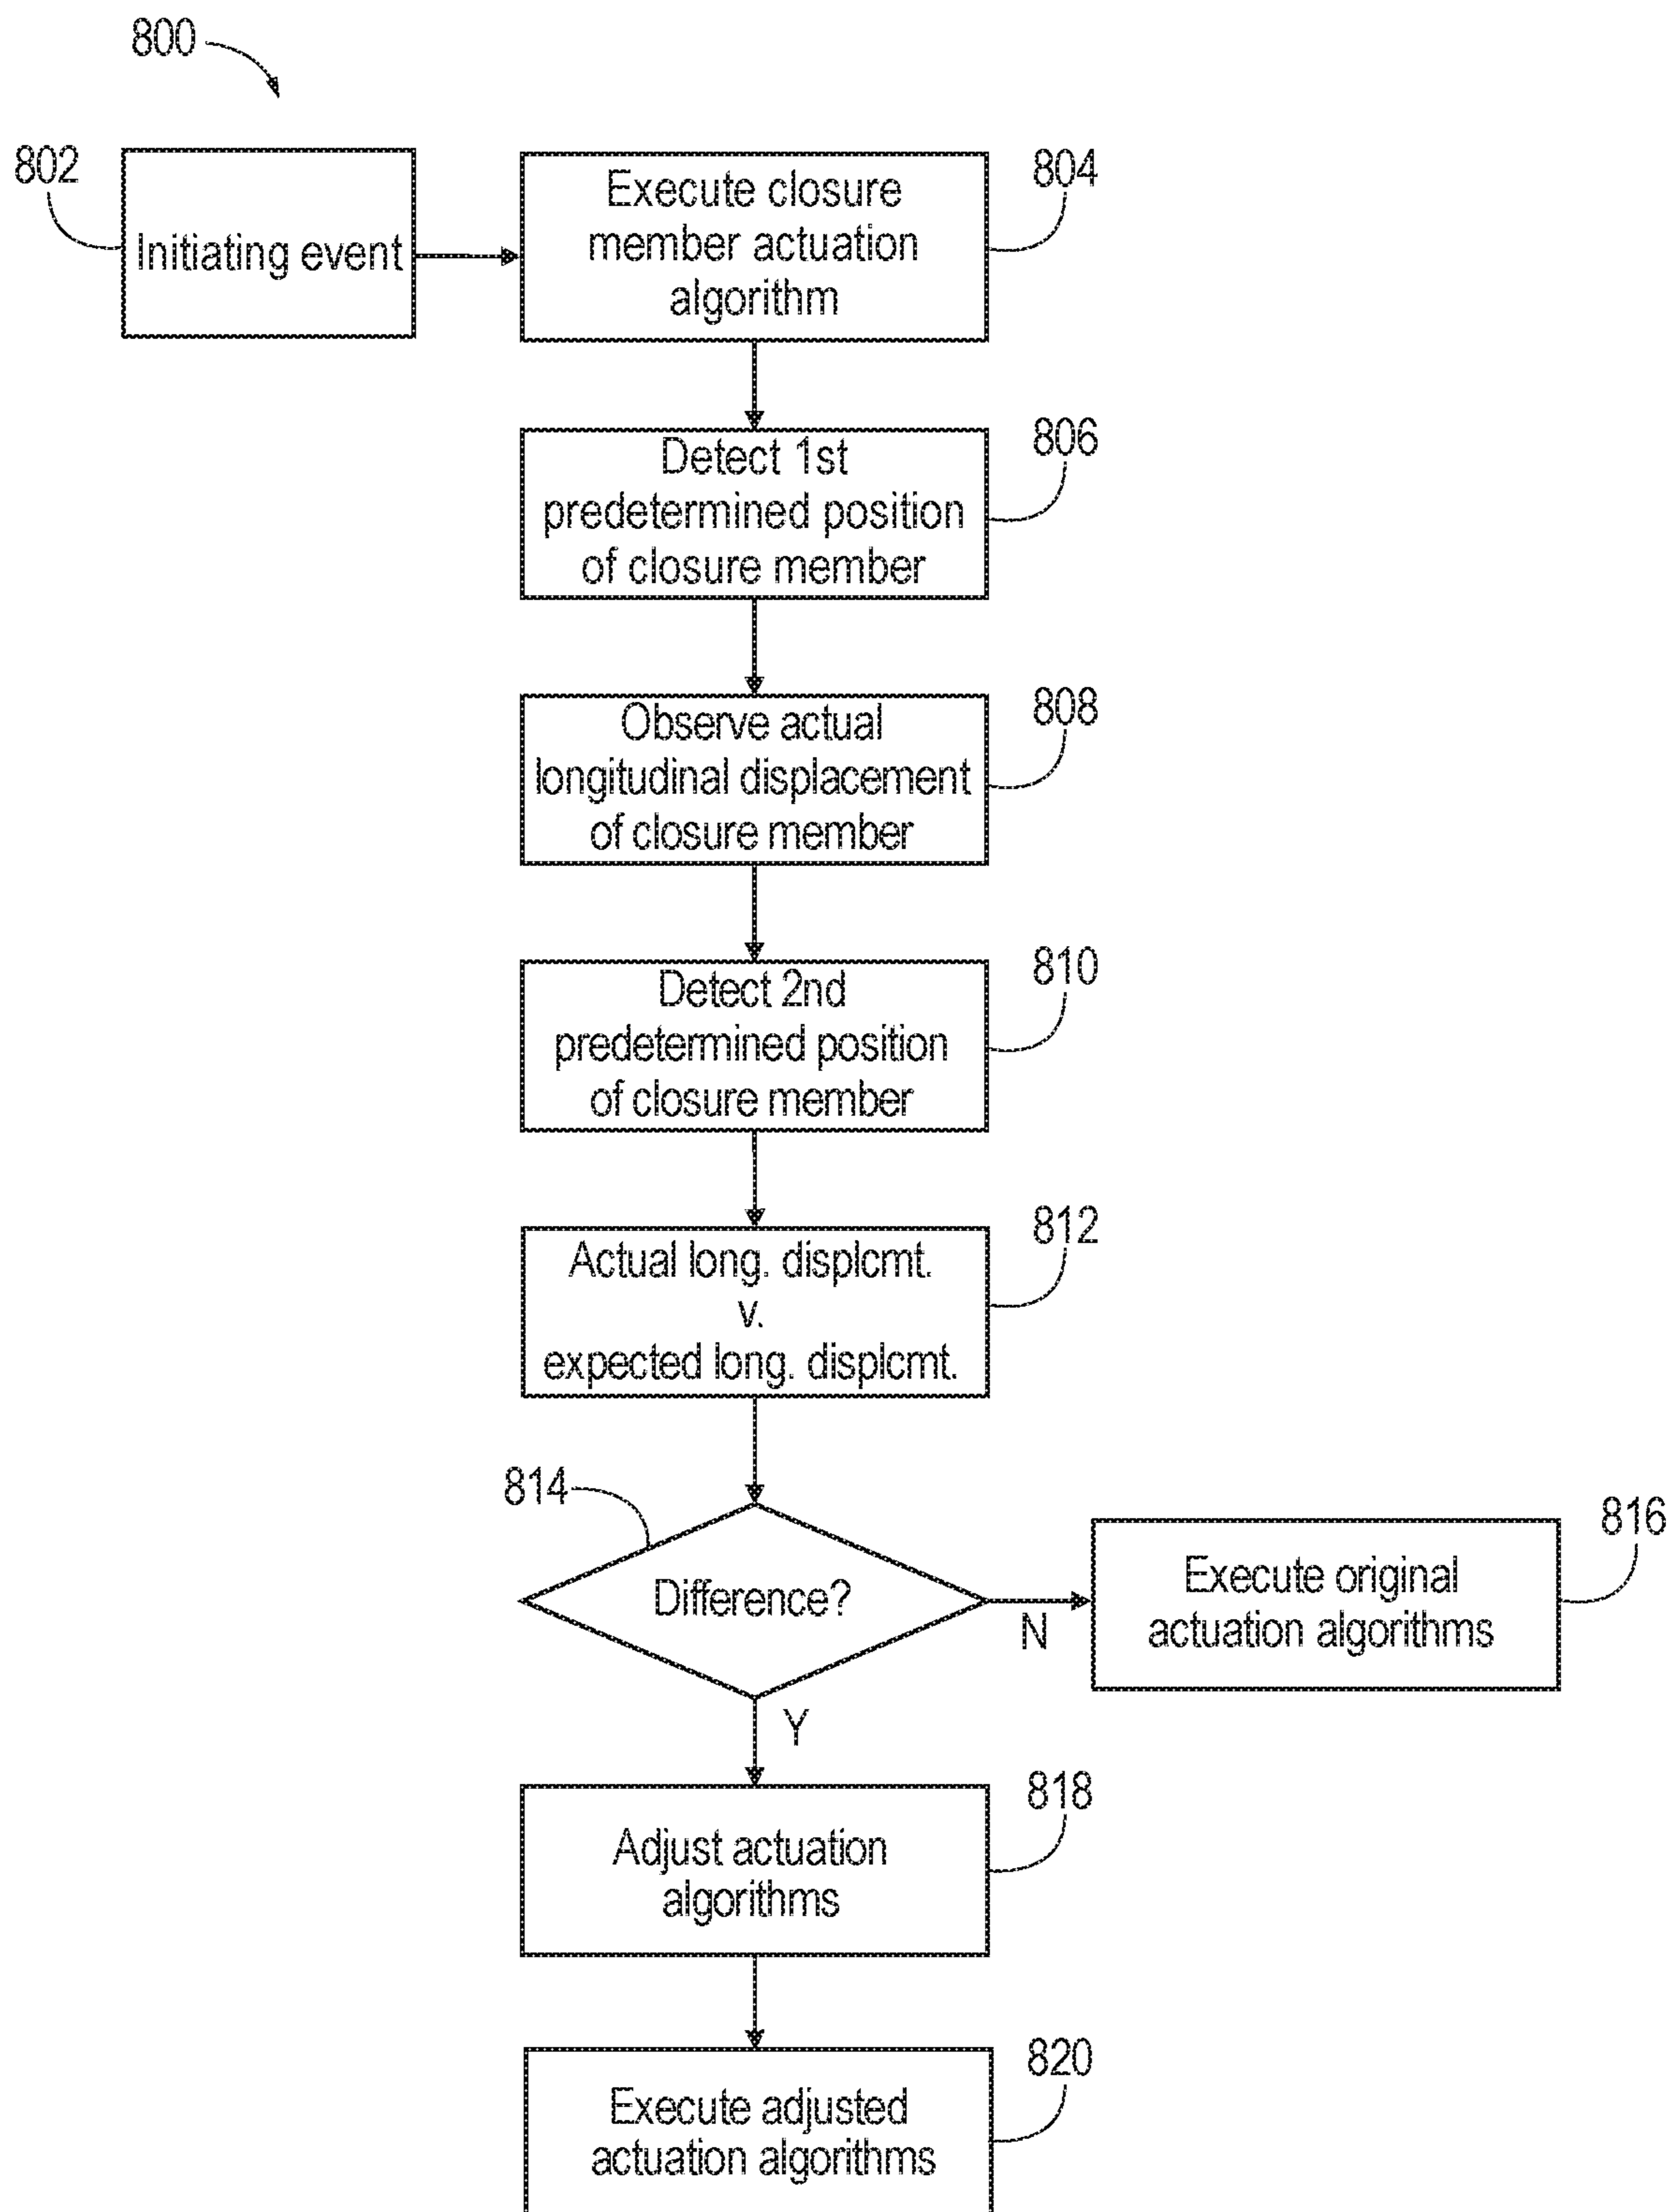 800
802
Initiating event
Execute closure
member actuation
algorithm
804
Detect 1st
predetermined position
of closure member
806
Observe actual
longitudinal displacement
of closure member
808
Detect 2nd
predetermined position
of closure member
810
Actual long. displcmt.
v.
expected long. displcmt.
812
814
Difference?
N
Execute original
actuation algorithms
816
Y
Adjust actuation
algorithms
818
Execute adjusted
actuation algorithms
820